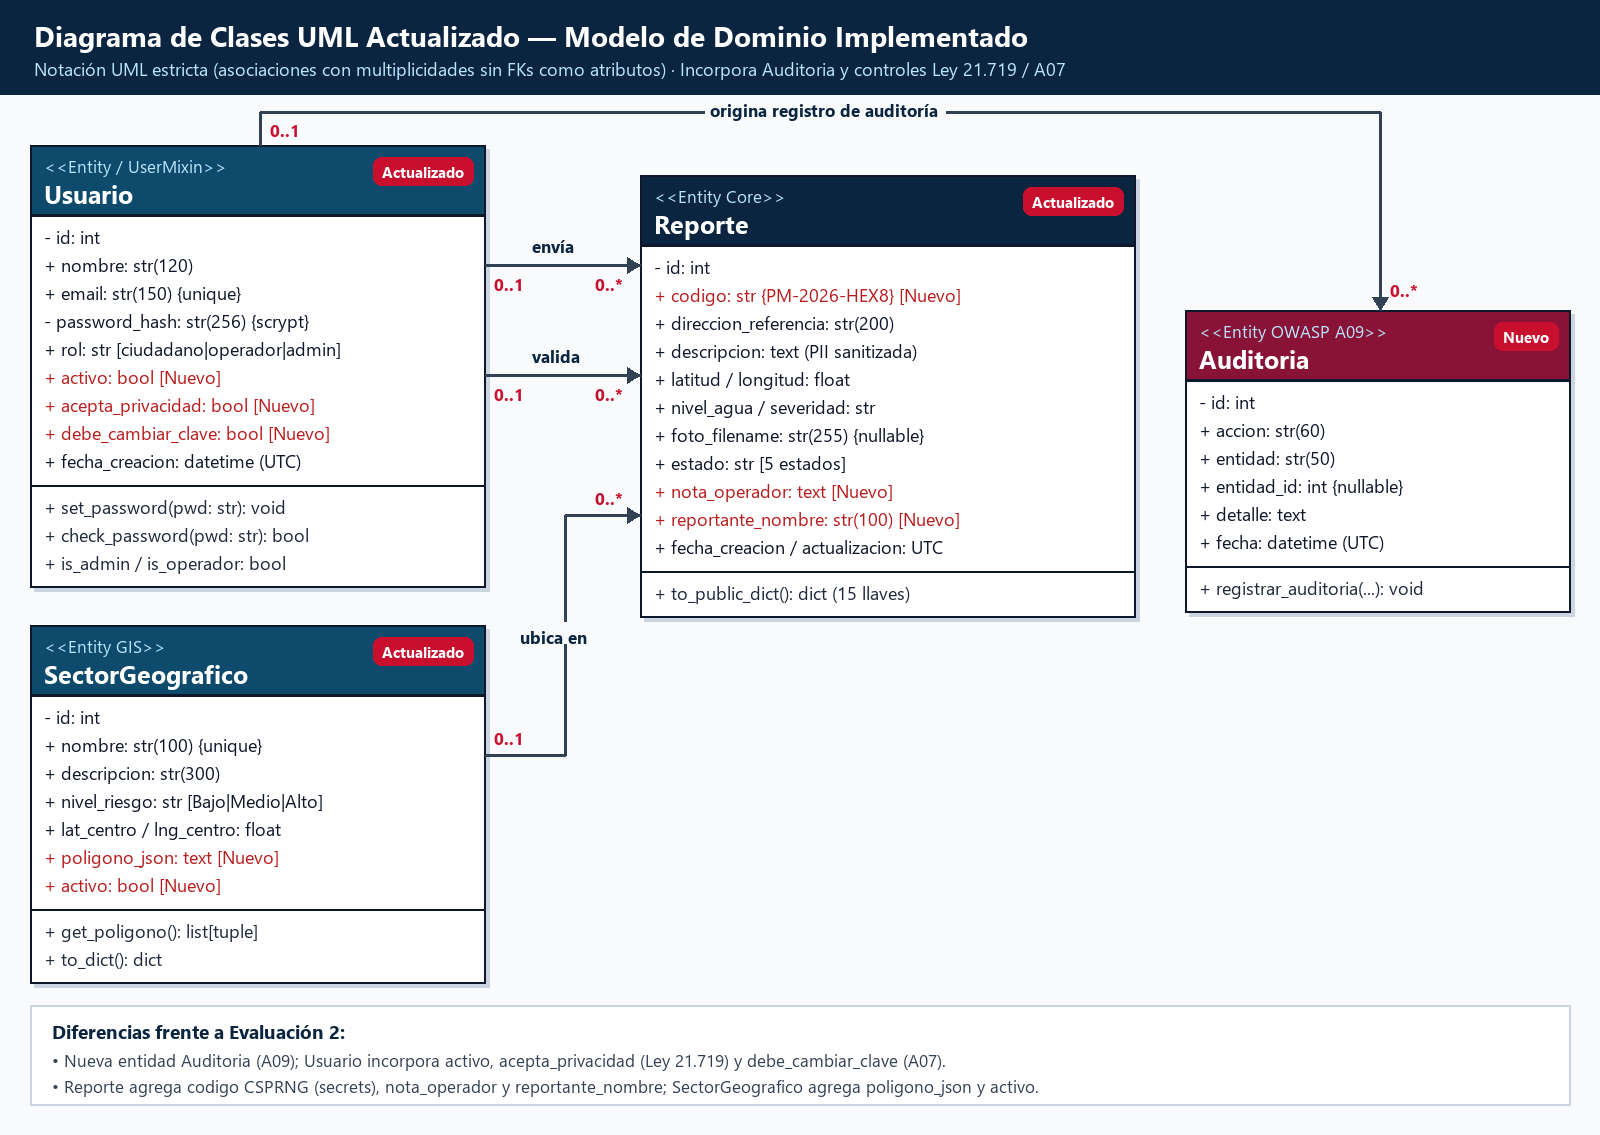 Diagrama de Clases UML Actualizado — Modelo de Dominio Implementado
Notación UML estricta (asociaciones con multiplicidades sin FKs como atributos) · Incorpora Auditoria y controles Ley 21.719 / A07
origina registro de auditoría
0..1
<<Entity / UserMixin>>
Actualizado
Usuario
- id: int
+ nombre: str(120)
+ email: str(150) {unique}
- password_hash: str(256) {scrypt}
+ rol: str [ciudadano|operador|admin]
+ activo: bool [Nuevo]
+ acepta_privacidad: bool [Nuevo]
+ debe_cambiar_clave: bool [Nuevo]
+ fecha_creacion: datetime (UTC)
+ set_password(pwd: str): void
+ check_password(pwd: str): bool
+ is_admin / is_operador: bool
envía
0..1
0..*
valida
0..1
0..*
<<Entity Core>>
Actualizado
Reporte
- id: int
+ codigo: str {PM-2026-HEX8} [Nuevo]
+ direccion_referencia: str(200)
+ descripcion: text (PII sanitizada)
+ latitud / longitud: float
+ nivel_agua / severidad: str
+ foto_filename: str(255) {nullable}
+ estado: str [5 estados]
+ nota_operador: text [Nuevo]
+ reportante_nombre: str(100) [Nuevo]
+ fecha_creacion / actualizacion: UTC
+ to_public_dict(): dict (15 llaves)
0..*
<<Entity OWASP A09>>
Nuevo
Auditoria
- id: int
+ accion: str(60)
+ entidad: str(50)
+ entidad_id: int {nullable}
+ detalle: text
+ fecha: datetime (UTC)
+ registrar_auditoria(...): void
0..*
ubica en
0..1
<<Entity GIS>>
Actualizado
SectorGeografico
- id: int
+ nombre: str(100) {unique}
+ descripcion: str(300)
+ nivel_riesgo: str [Bajo|Medio|Alto]
+ lat_centro / lng_centro: float
+ poligono_json: text [Nuevo]
+ activo: bool [Nuevo]
+ get_poligono(): list[tuple]
+ to_dict(): dict
Diferencias frente a Evaluación 2:
• Nueva entidad Auditoria (A09); Usuario incorpora activo, acepta_privacidad (Ley 21.719) y debe_cambiar_clave (A07).
• Reporte agrega codigo CSPRNG (secrets), nota_operador y reportante_nombre; SectorGeografico agrega poligono_json y activo.